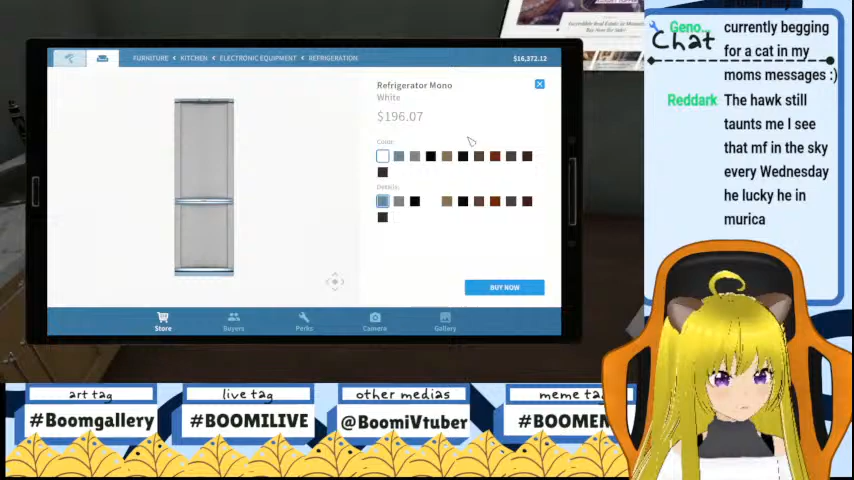 FURNITURE < KITCHEN < ELECTRONIC EQUIPMENT < REFRIGERATION
$16,372.12
Refrigerator Mono
White
$196.07
Color:
Details:
BUY NOW
Store
Buyers
Perks
Camera
Gallery
Chat
Geno...
currently begging
for a cat in my
moms messages :)
Reddark
The hawk still
taunts me I see
that mf in the sky
every Wednesday
he lucky he in
murica
art tag
#Boomgallery
live tag
#BOOMILIVE
other medias
@BoomiVtuber
meme ta
#BOOMEM